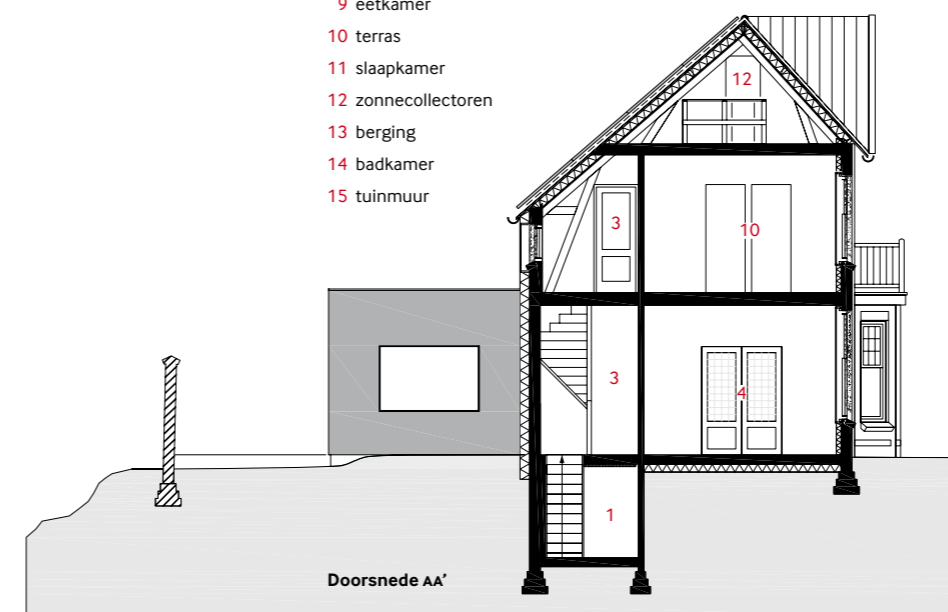 9 eetkamer
10 terras
11 slaapkamer
12 zonnecollectoren
13 berging
14 badkamer
15 tuinmuur
12
3
10
3
4
1
Doorsnede AA’